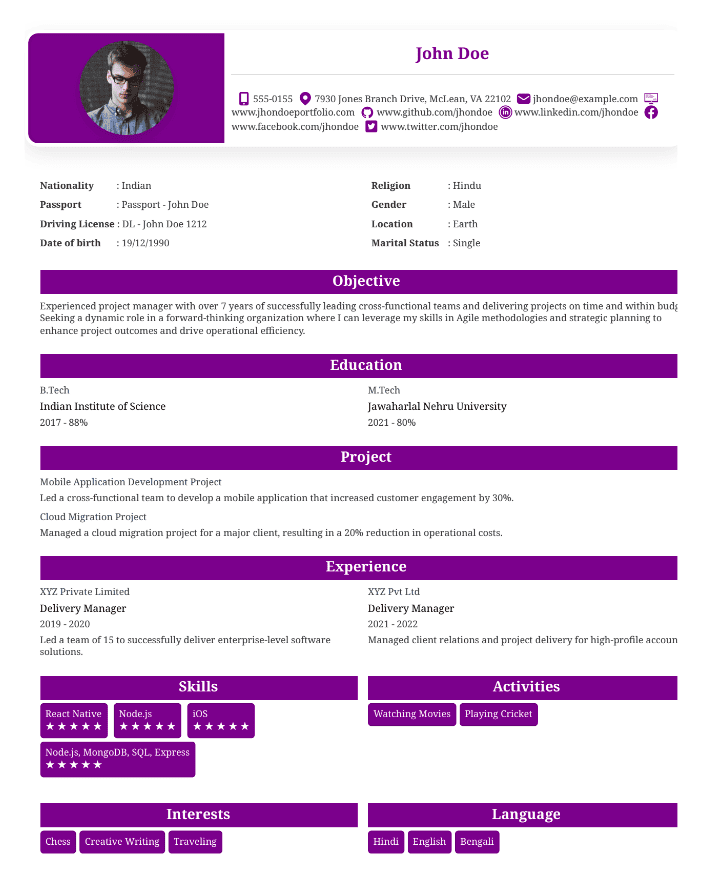 John Doe
555-0155 7930 Jones Branch Drive, McLean, VA 22102 jhondoe@example.com
www.jhondoeportfolio.com www.github.com/jhondoe www.linkedin.com/jhondoe
www.facebook.com/jhondoe www.twitter.com/jhondoe
Nationality : Indian
Religion : Hindu
Passport : Passport - John Doe
Gender : Male
Driving License : DL - John Doe 1212
Location : Earth
Date of birth : 19/12/1990
Marital Status : Single
Objective
Experienced project manager with over 7 years of successfully leading cross-functional teams and delivering projects on time and within budg
Seeking a dynamic role in a forward-thinking organization where I can leverage my skills in Agile methodologies and strategic planning to
enhance project outcomes and drive operational efficiency.
Education
B.Tech
Indian Institute of Science
2017 - 88%
M.Tech
Jawaharlal Nehru University
2021 - 80%
Project
Mobile Application Development Project
Led a cross-functional team to develop a mobile application that increased customer engagement by 30%.
Cloud Migration Project
Managed a cloud migration project for a major client, resulting in a 20% reduction in operational costs.
Experience
XYZ Private Limited
Delivery Manager
2019 - 2020
Led a team of 15 to successfully deliver enterprise-level software
solutions.
XYZ Pvt Ltd
Delivery Manager
2021 - 2022
Managed client relations and project delivery for high-profile accoun
Skills
React Native
★ ★ ★ ★ ★
Node.js
★ ★ ★ ★ ★
iOS
★ ★ ★ ★ ★
Node.js, MongoDB, SQL, Express
★ ★ ★ ★ ★
Activities
Watching Movies
Playing Cricket
Interests
Chess
Creative Writing
Traveling
Language
Hindi
English
Bengali